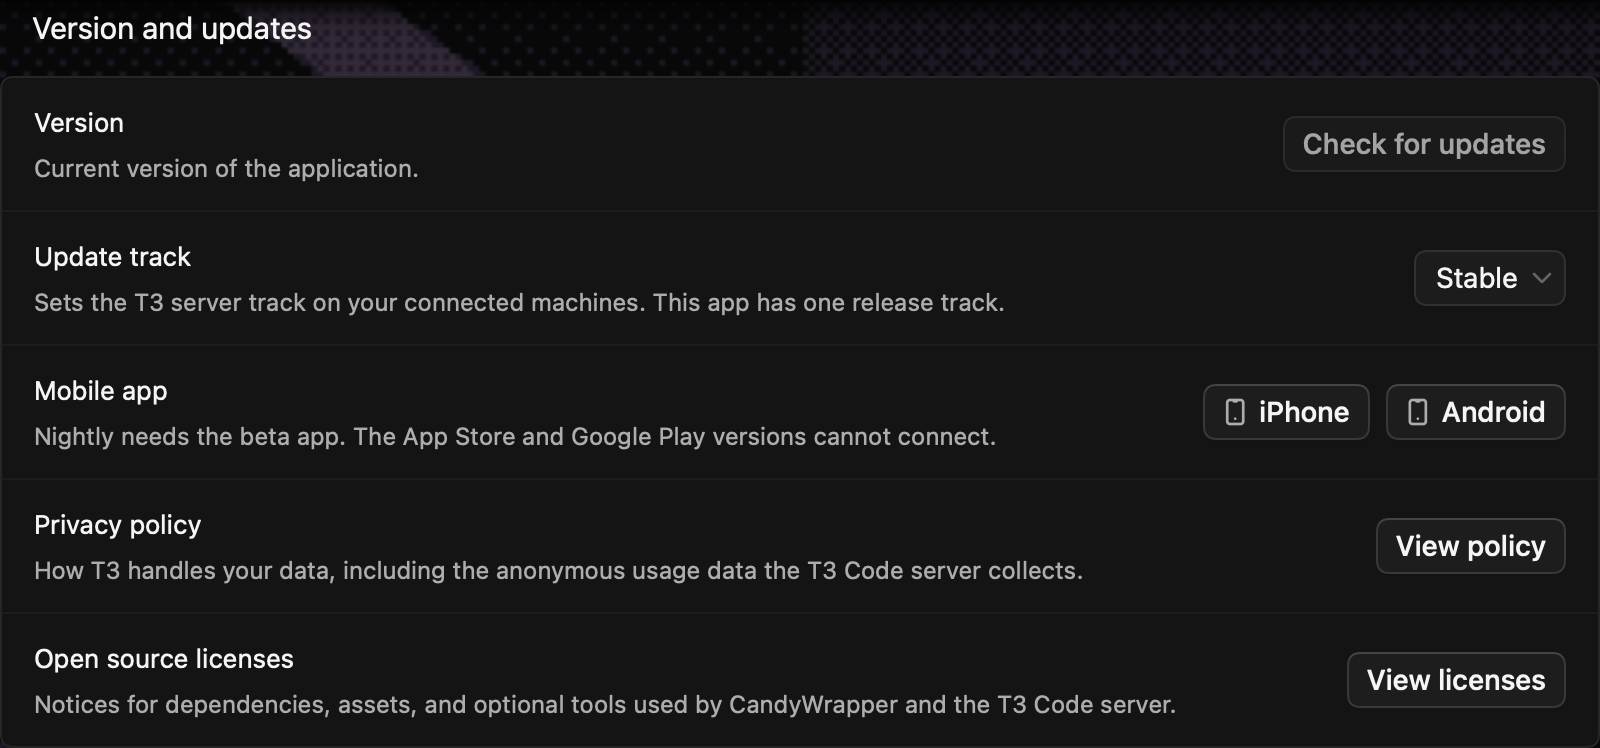 Version and updates
Version
Current version of the application.
Check for updates
Update track
Sets the T3 server track on your connected machines. This app has one release track.
Stable
Mobile app
Nightly needs the beta app. The App Store and Google Play versions cannot connect.
iPhone
Android
Privacy policy
How T3 handles your data, including the anonymous usage data the T3 Code server collects.
View policy
Open source licenses
Notices for dependencies, assets, and optional tools used by CandyWrapper and the T3 Code server.
View licenses